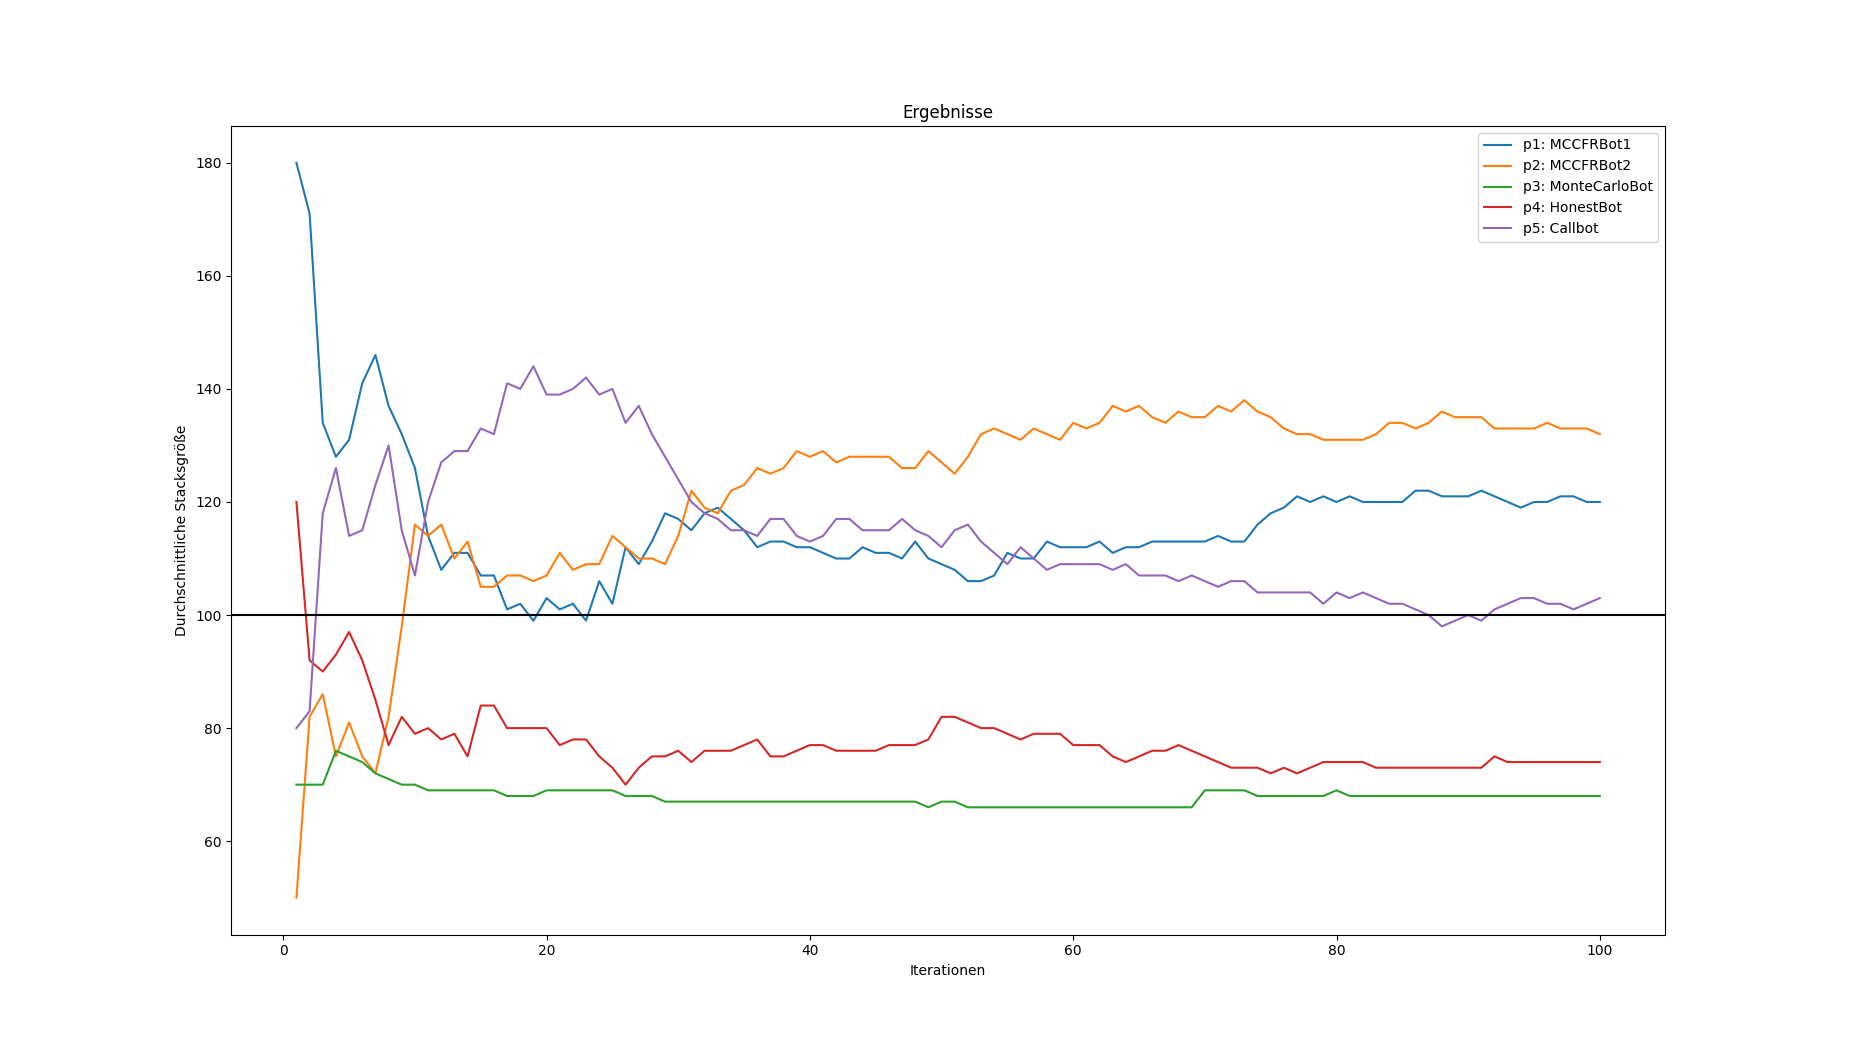 Ergebnisse
p1: MCCFRBot1
p2: MCCFRBot2
p3: MonteCarloBot
p4: HonestBot
p5: Callbot
Durchschnittliche Stacksgröße
180
160
140
120
100
80
60
0 20 40 60 80 100
Iterationen